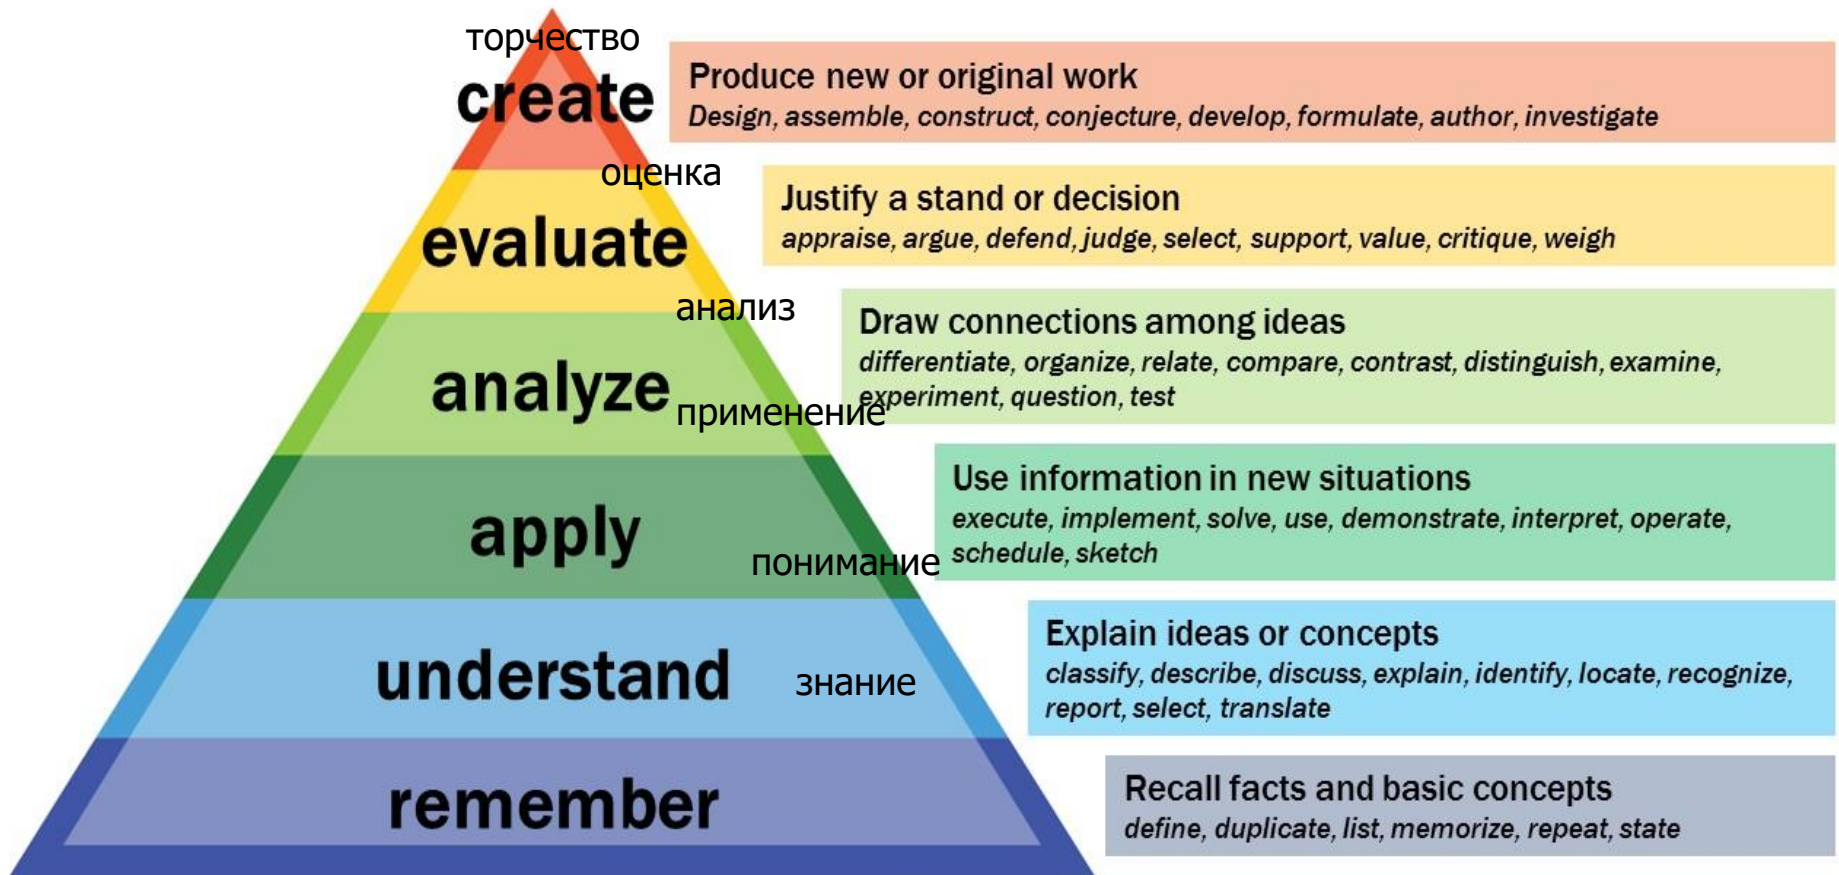 торчество
create
Produce new or original work
Design, assemble, construct, conjecture, develop, formulate, author, investigate
оценка
evaluate
Justify a stand or decision
appraise, argue, defend, judge, select, support, value, critique, weigh
анализ
analyze
Draw connections among ideas
differentiate, organize, relate, compare, contrast, distinguish, examine,
experiment, question, test
применение
apply
Use information in new situations
execute, implement, solve, use, demonstrate, interpret, operate,
schedule, sketch
понимание
understand
Explain ideas or concepts
classify, describe, discuss, explain, identify, locate, recognize,
report, select, translate
знание
remember
Recall facts and basic concepts
define, duplicate, list, memorize, repeat, state